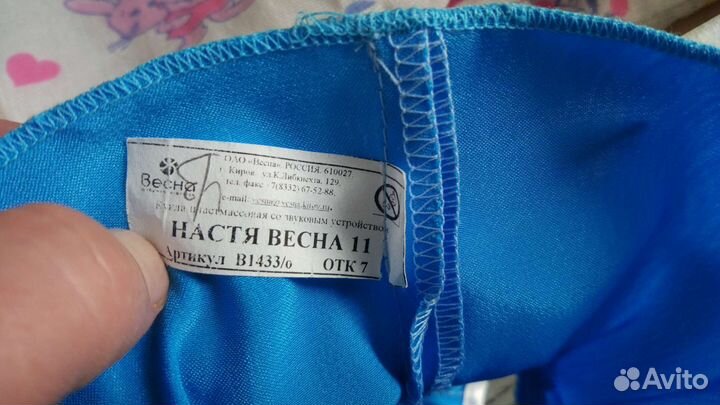 Весна
ОАО «Весна», РОССИЯ. 610027,
г Киров ул.К.Либкнехта, 129,
тел. факс +7(8332) 67-52-88,
e-mail:
Кукла пластмассовая со звуковым устройством
НАСТЯ ВЕСНА 11
Артикул В1433/о ОТК 7
Avito